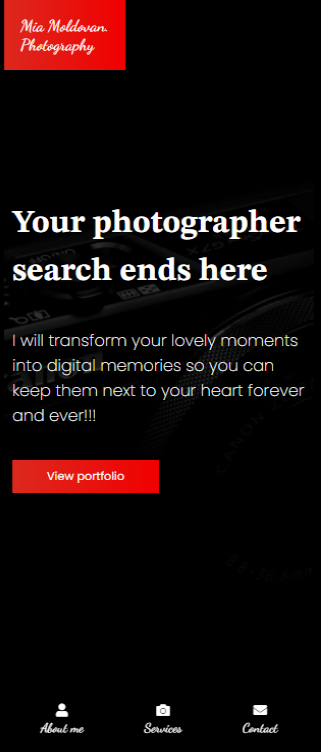 Mia Moldovan.
Photography
Your photographer
search ends here
I will transform your lovely moments
into digital memories so you can
keep them next to your heart forever
and ever!!!
View portfolio
About me
Services
Contact